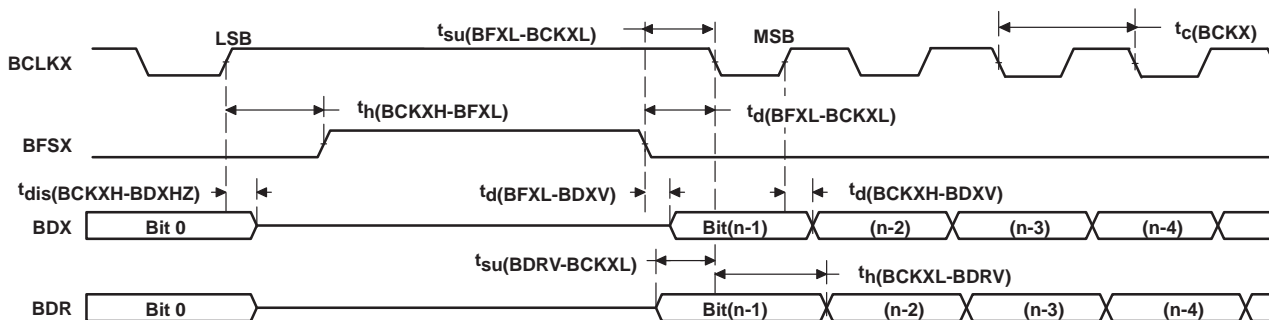 LSB
tsu(BFXL-BCKXL)
MSB
tc(BCKX)
BCLKX
th(BCKXH-BFXL)
td(BFXL-BCKXL)
BFSX
tdis(BCKXH-BDXHZ)
td(BFXL-BDXV)
td(BCKXH-BDXV)
BDX Bit 0 Bit(n-1) (n-2) (n-3) (n-4)
tsu(BDRV-BCKXL)
th(BCKXL-BDRV)
BDR Bit 0 Bit(n-1) (n-2) (n-3) (n-4)